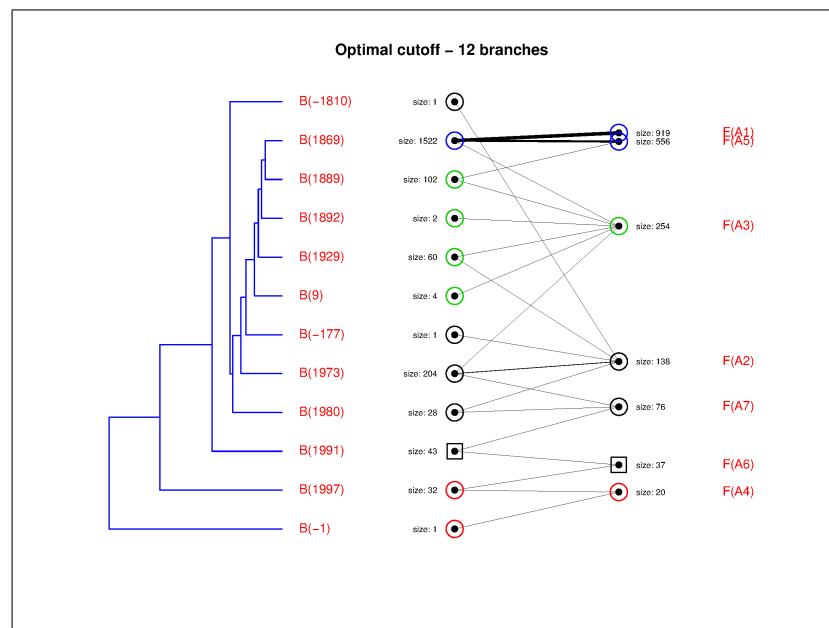 Optimal cutoff – 12 branches
B(−1810) size: 1
size: 919 F(A1)
B(1869) size: 1522 size: 556 F(A5)
B(1889) size: 102
B(1892) size: 2 size: 254 F(A3)
B(1929) size: 60
B(9) size: 4
B(−177) size: 1
size: 138 F(A2)
B(1973) size: 204
B(1980) size: 28 size: 76 F(A7)
B(1991) size: 43
size: 37 F(A6)
B(1997) size: 32 size: 20 F(A4)
B(−1) size: 1